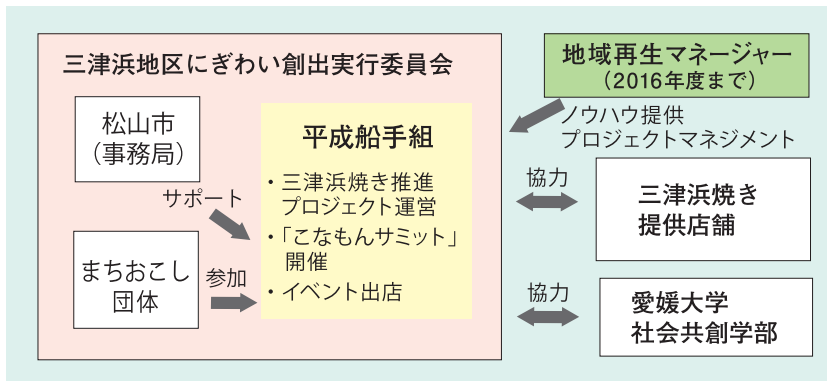 三津浜地区にぎわい創出実行委員会
松山市
（事務局）
サポート
まちおこし
団体
参加
平成船手組
・三津浜焼き推進
プロジェクト運営
・「こなもんサミット」
開催
・イベント出店
地域再生マネージャー
（2016年度まで）
ノウハウ提供
プロジェクトマネジメント
協力
三津浜焼き
提供店舗
協力
愛媛大学
社会共創学部